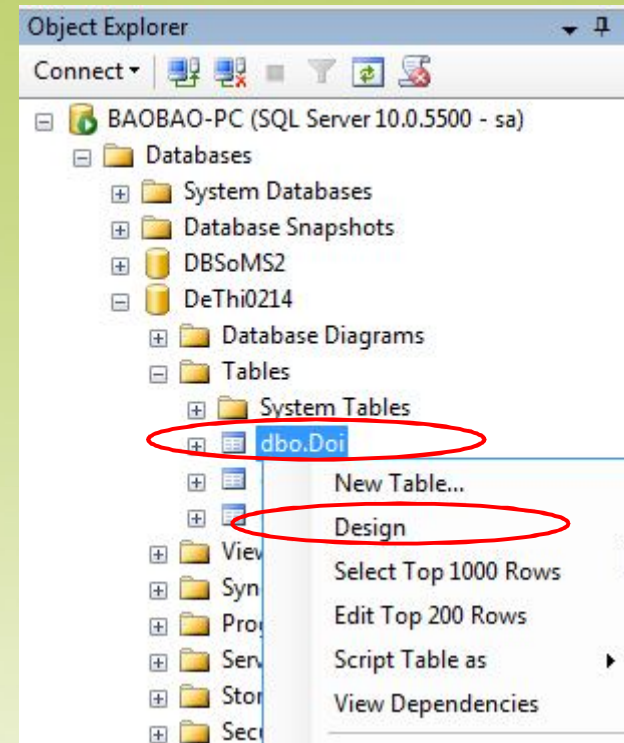 Object Explorer
Connect
BAOBAO-PC (SQL Server 10.0.5500 - sa)
Databases
System Databases
Database Snapshots
DBSoMS2
DeThi0214
Database Diagrams
Tables
System Tables
dbo.Doi
New Table...
Design
Select Top 1000 Rows
Edit Top 200 Rows
Script Table as
View Dependencies